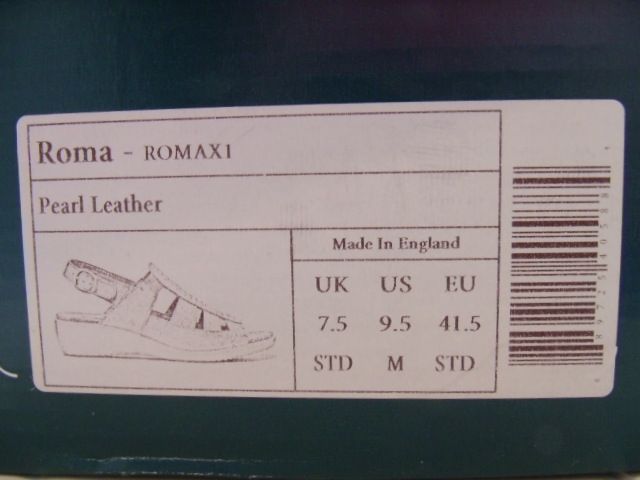 Roma - ROMAX1
Pearl Leather
Made In England
UK US EU
7.5 9.5 41.5
STD M STD